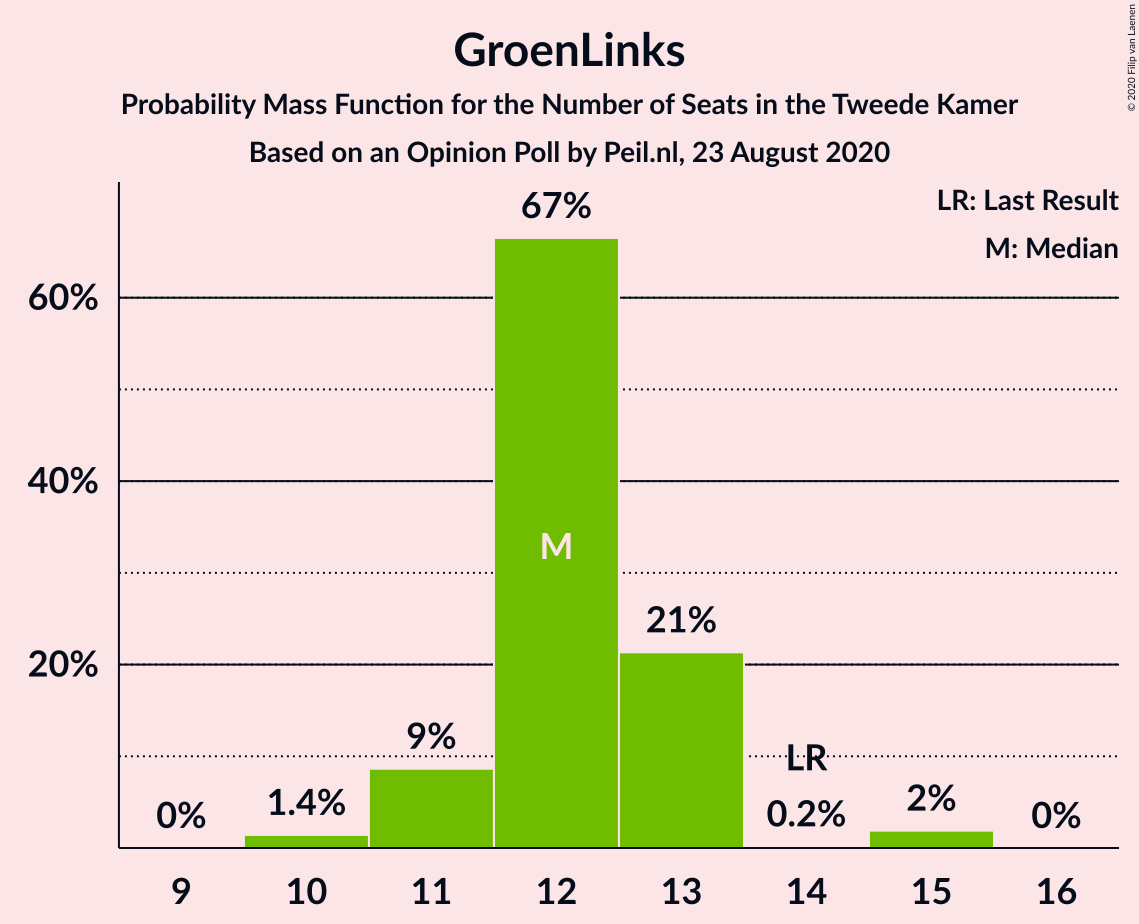 GroenLinks
Probability Mass Function for the Number of Seats in the Tweede Kamer
Based on an Opinion Poll by Peil.nl, 23 August 2020
© 2020 Filip van Laenen
LR: Last Result
M: Median
60%
40%
20%
0%
1.4%
9%
67%
M
21%
LR
0.2%
2%
0%
9
10
11
12
13
14
15
16